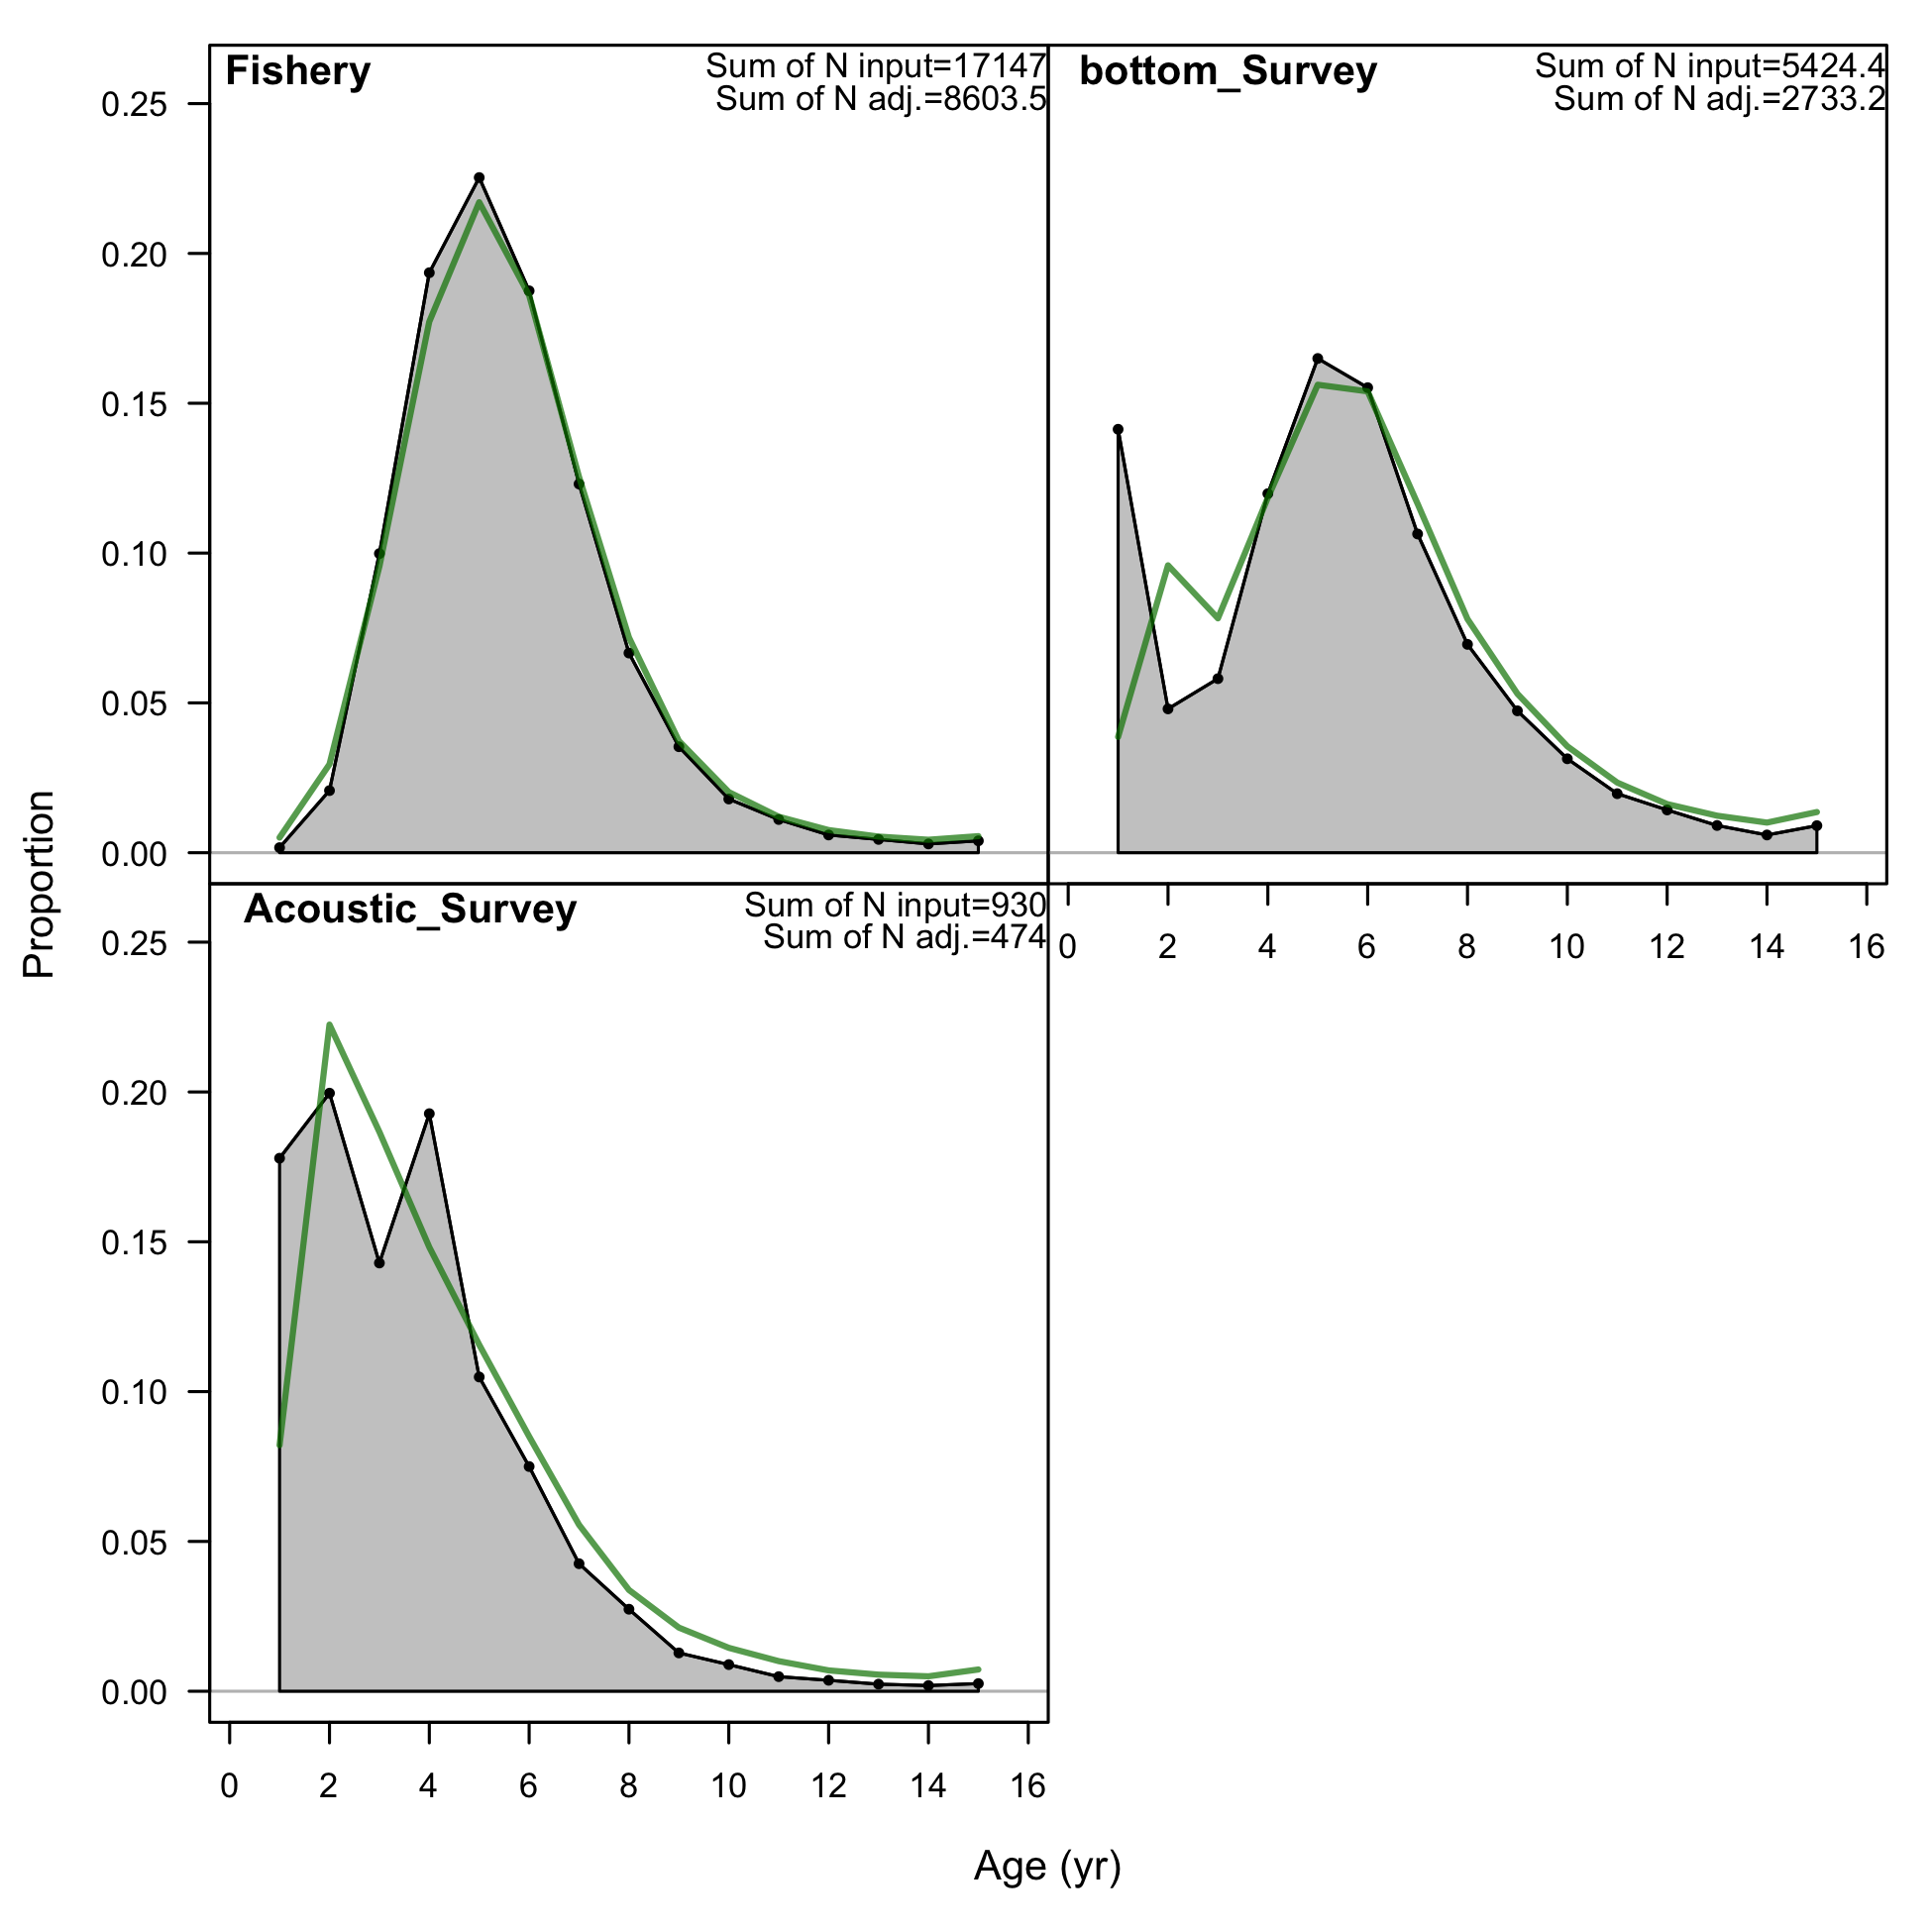 Fishery
Sum of N input=17147
Sum of N adj.=8603.5
bottom_Survey
Sum of N input=5424.4
Sum of N adj.=2733.2
0.25
0.20
0.15
0.10
0.05
0.00
Acoustic_Survey
Sum of N input=930
Sum of N adj.=474
0 2 4 6 8 10 12 14 16
0.25
0.20
0.15
0.10
0.05
0.00
0 2 4 6 8 10 12 14 16
Proportion
Age (yr)